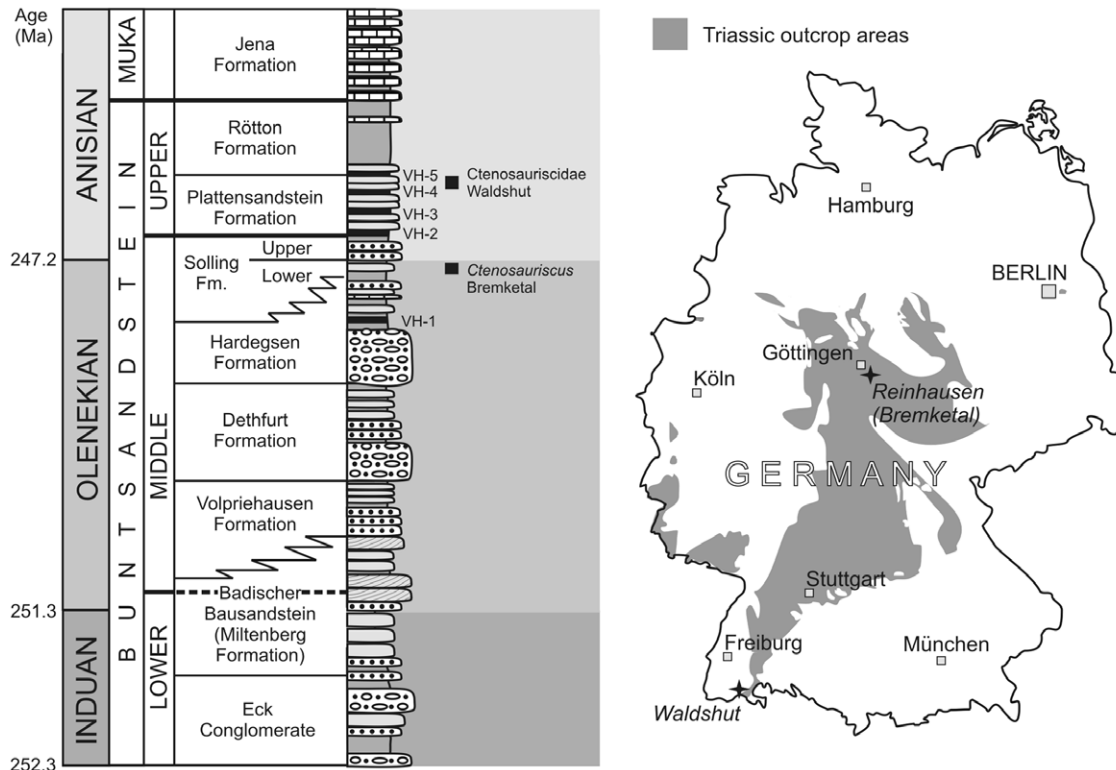 Age
(Ma)
247.2
251.3
252.3
ANISIAN
OLENEKIAN
INDUAN
MUKA
BUNTSANDSTEIN
UPPER
MIDDLE
LOWER
Jena
Formation
Rötton
Formation
Plattensandstein
Formation
Solling
Fm.
Upper
Lower
Hardegsen
Formation
Dethfurt
Formation
Volpriehausen
Formation
Badischer
Bausandstein
(Miltenberg
Formation)
Eck
Conglomerate
VH-5
VH-4
VH-3
VH-2
VH-1
Ctenosauriscidae
Waldshut
Ctenosauriscus
Bremketal
Triassic outcrop areas
Hamburg
BERLIN
Göttingen
Köln
Reinhausen
(Bremketal)
GERMANY
Stuttgart
Freiburg
München
Waldshut